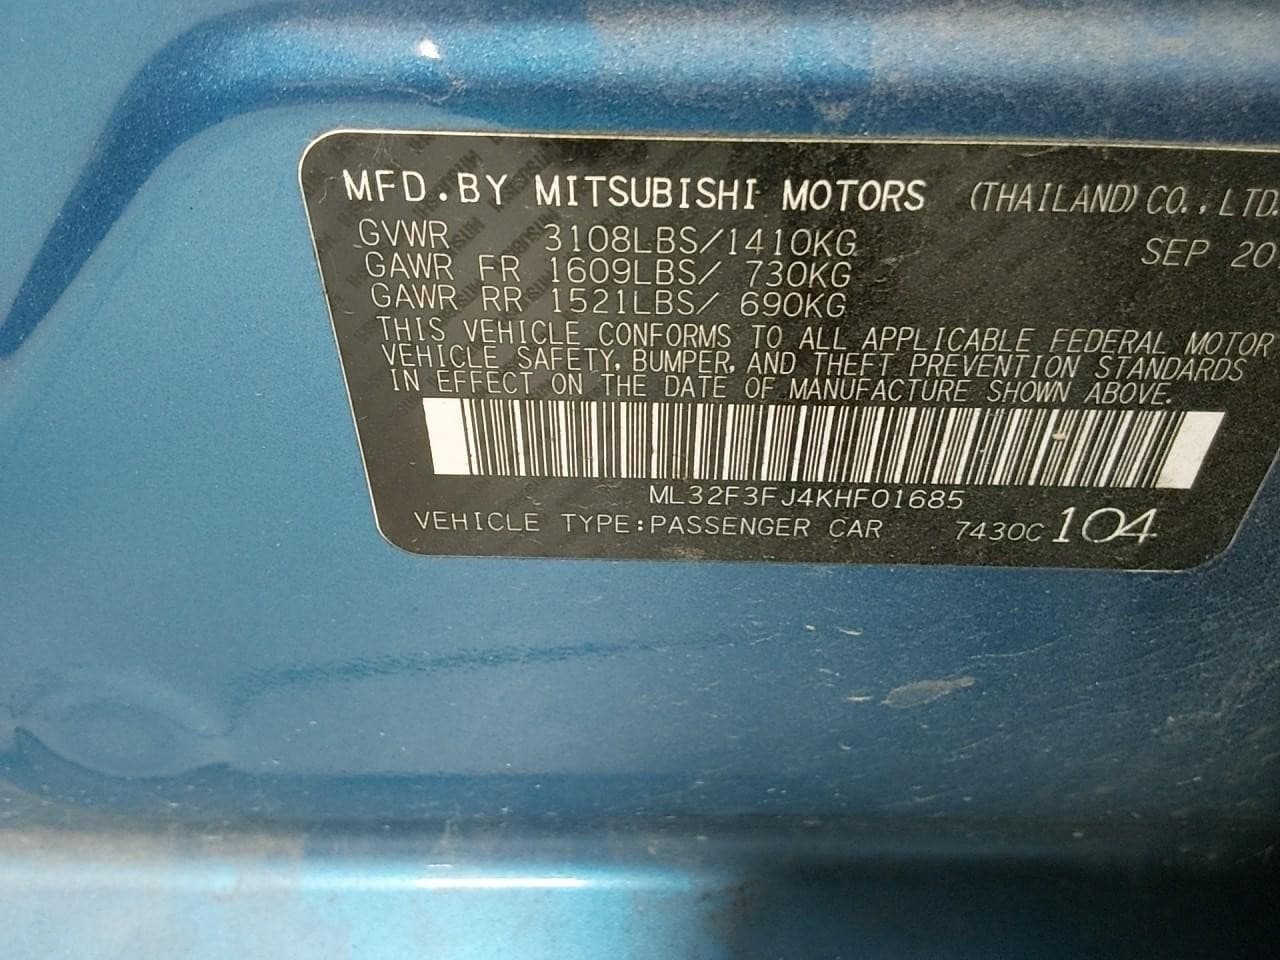 MFD.BY MITSUBISHI MOTORS (THAILAND) CO., LTD.
GVWR 3108LBS/1410KG SEP 20
GAWR FR 1609LBS/ 730KG
GAWR RR 1521LBS/ 690KG
THIS VEHICLE CONFORMS TO ALL APPLICABLE FEDERAL MOTOR
VEHICLE SAFETY, BUMPER, AND THEFT PREVENTION STANDARDS
IN EFFECT ON THE DATE OF MANUFACTURE SHOWN ABOVE.
ML32F3FJ4KHF01685
VEHICLE TYPE:PASSENGER CAR 7430C 104